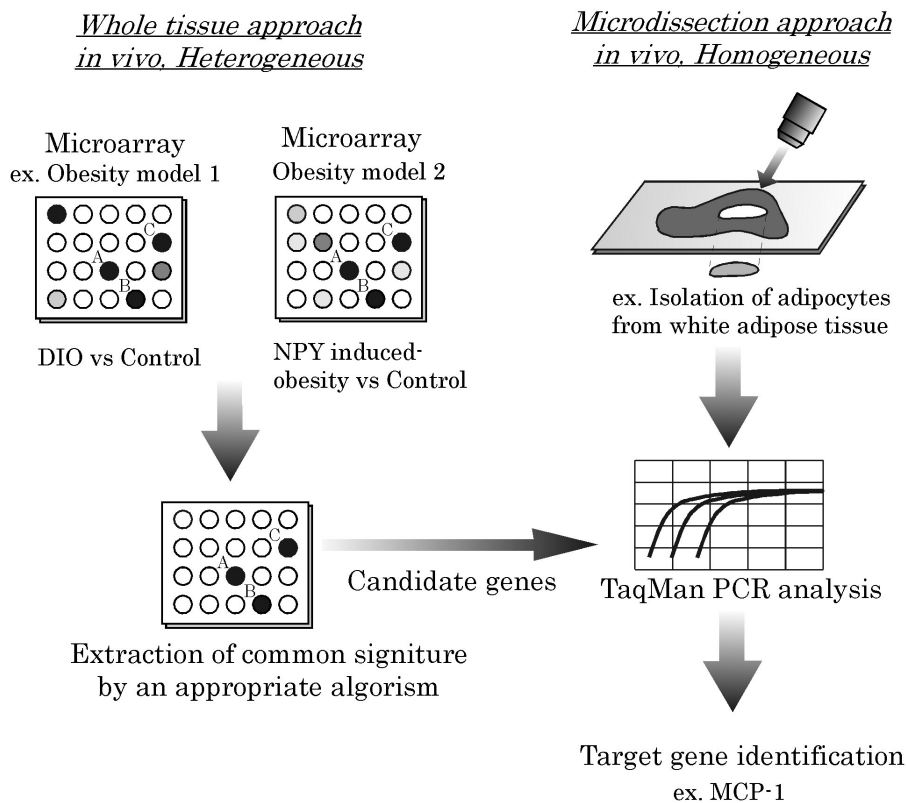 Whole tissue approach
in vivo, Heterogeneous
Microdissection approach
in vivo, Homogeneous
Microarray
ex. Obesity model 1
C
A
B
DIO vs Control
Microarray
Obesity model 2
C
A
B
NPY induced-
obesity vs Control
ex. Isolation of adipocytes
from white adipose tissue
C
A
B
Extraction of common signiture
by an appropriate algorism
Candidate genes
TaqMan PCR analysis
Target gene identification
ex. MCP-1